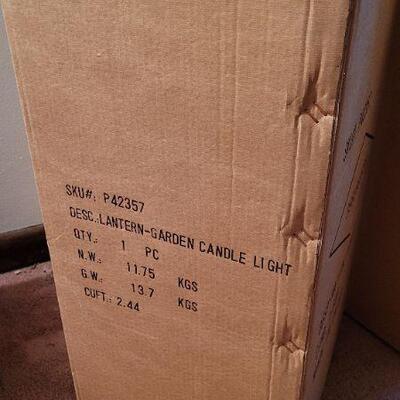 SKU#: P42357
DESC.:LANTERN-GARDEN CANDLE LIGHT
QTY.: 1 PC
N.W.: 11.75 KGS
G.W.: 13.7 KGS
CUFT.: 2.44